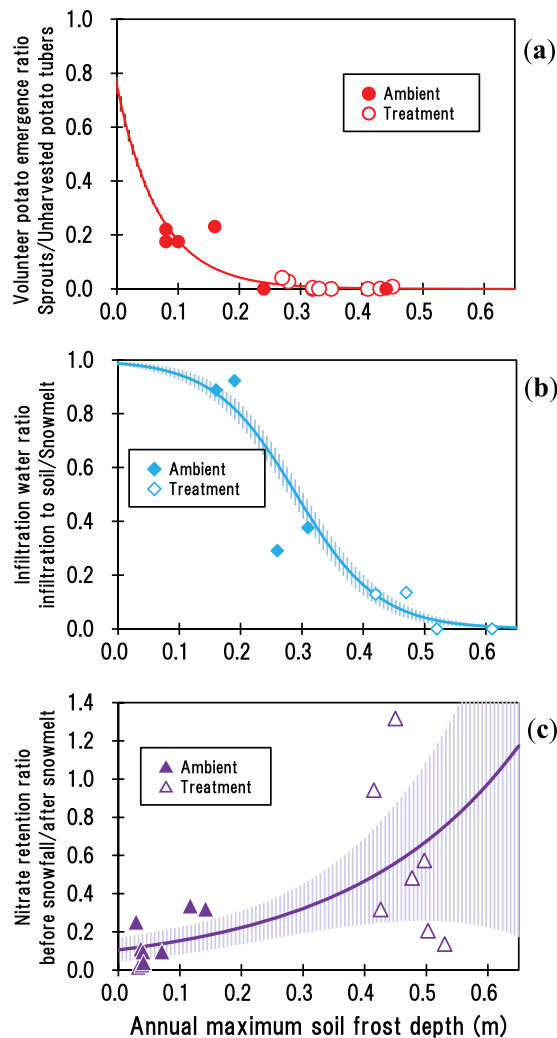 (a)
Volunteer potato emergence ratio
Sprouts/Unharvested potato tubers
1.0
0.8
0.6
0.4
0.2
0.0
Ambient
Treatment
0.0 0.1 0.2 0.3 0.4 0.5 0.6
(b)
Infiltration water ratio
infiltration to soil/Snowmelt
1.0
0.8
0.6
0.4
0.2
0.0
Ambient
Treatment
0.0 0.1 0.2 0.3 0.4 0.5 0.6
(c)
Nitrate retention ratio
before snowfall/after snowmelt
1.4
1.2
1.0
0.8
0.6
0.4
0.2
0.0
Ambient
Treatment
0.0 0.1 0.2 0.3 0.4 0.5 0.6
Annual maximum soil frost depth (m)